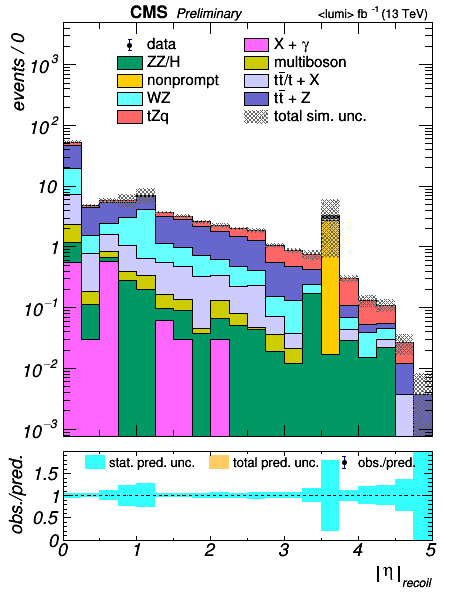 CMS Preliminary <lumi> fb ⁻¹ (13 TeV)
events / 0
10³
10²
10
1
10⁻¹
10⁻²
10⁻³
data
X + γ
ZZ/H
multiboson
nonprompt
tt̄/t + X
WZ
tt̄ + Z
tZq
total sim. unc.
obs./pred.
1.5
1
0.5
0
stat. pred. unc.
total pred. unc.
obs./pred.
0 1 2 3 4 5
|η|recoil